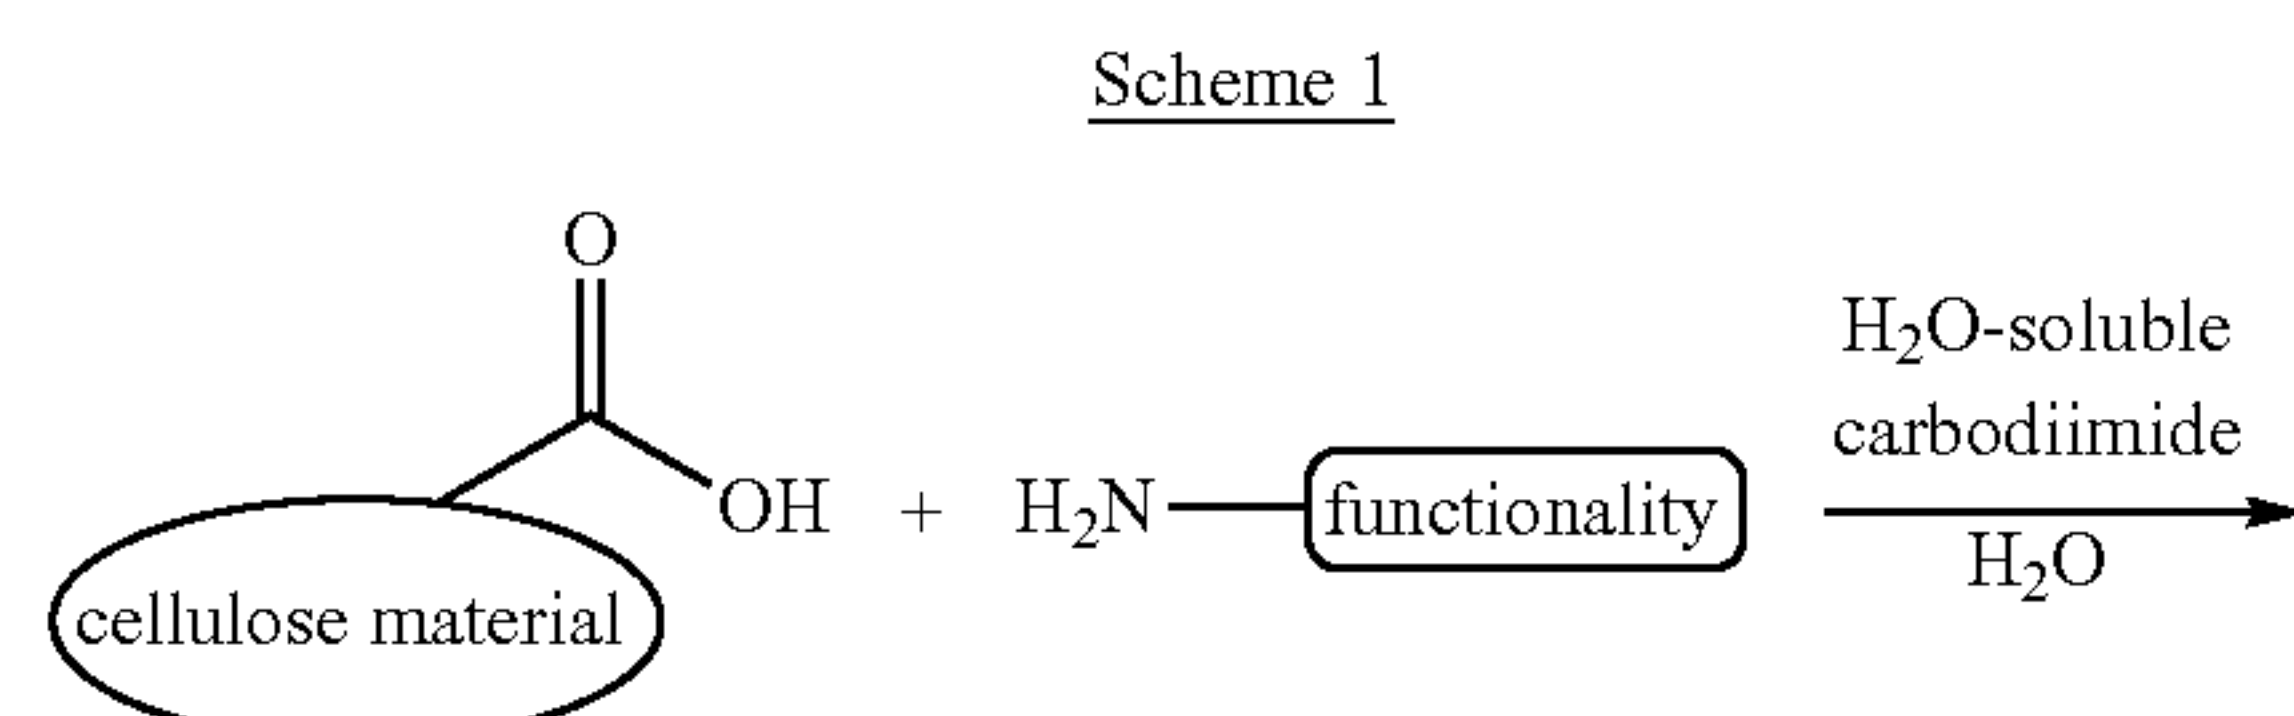 Scheme 1
O
H₂O-soluble
carbodiimide
OH + H₂N functionality
H₂O
cellulose material